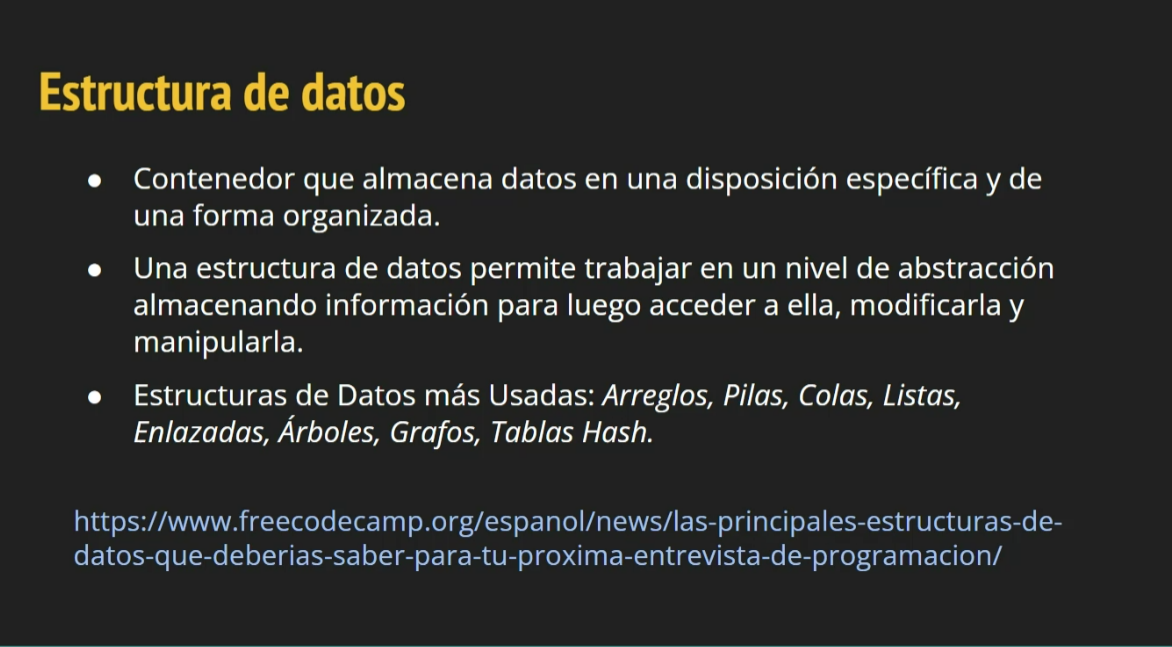 Estructura de datos
● Contenedor que almacena datos en una disposición específica y de
una forma organizada.
● Una estructura de datos permite trabajar en un nivel de abstracción
almacenando información para luego acceder a ella, modificarla y
manipularla.
● Estructuras de Datos más Usadas: Arreglos, Pilas, Colas, Listas,
Enlazadas, Árboles, Grafos, Tablas Hash.
https://www.freecodecamp.org/espanol/news/las-principales-estructuras-de-
datos-que-deberias-saber-para-tu-proxima-entrevista-de-programacion/